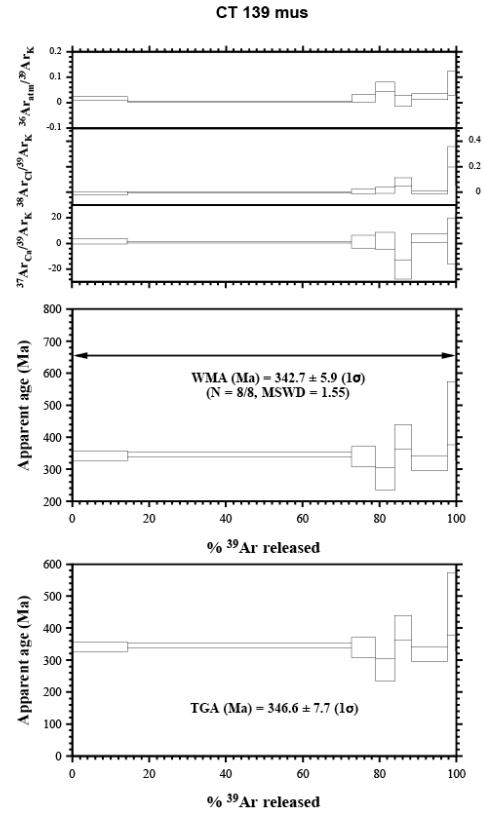 CT 139 mus
36Aratm/39ArK
0.2
0.1
0
-0.1
38ArCl/39ArK
0.4
0.2
0
37ArCa/39ArK
20
0
-20
Apparent age (Ma)
800
700
600
500
400
300
200
WMA (Ma) = 342.7 ± 5.9 (1σ)
(N = 8/8, MSWD = 1.55)
0 20 40 60 80 100
% 39Ar released
Apparent age (Ma)
600
500
400
300
200
100
0
TGA (Ma) = 346.6 ± 7.7 (1σ)
0 20 40 60 80 100
% 39Ar released